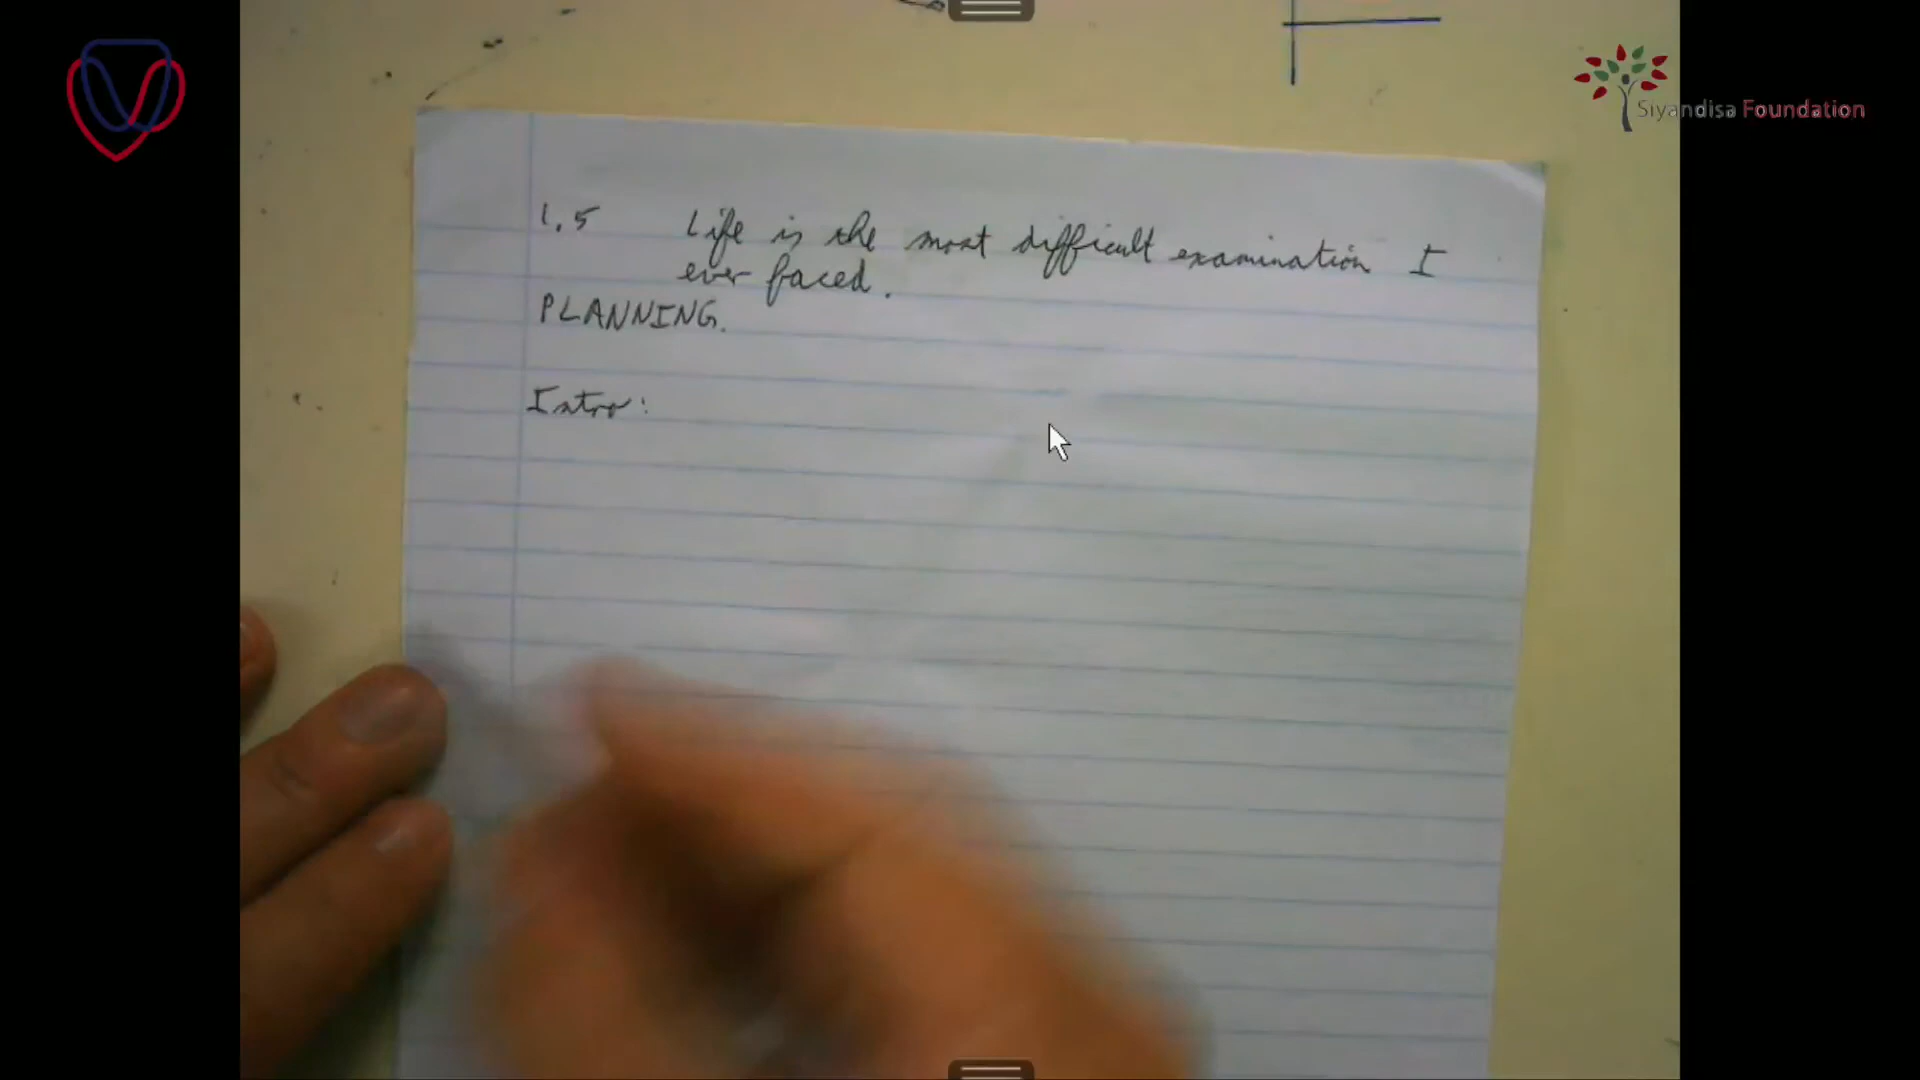 Siyandisa Foundation
1.5 Life is the most difficult examination I
ever faced.
PLANNING.
Intro: